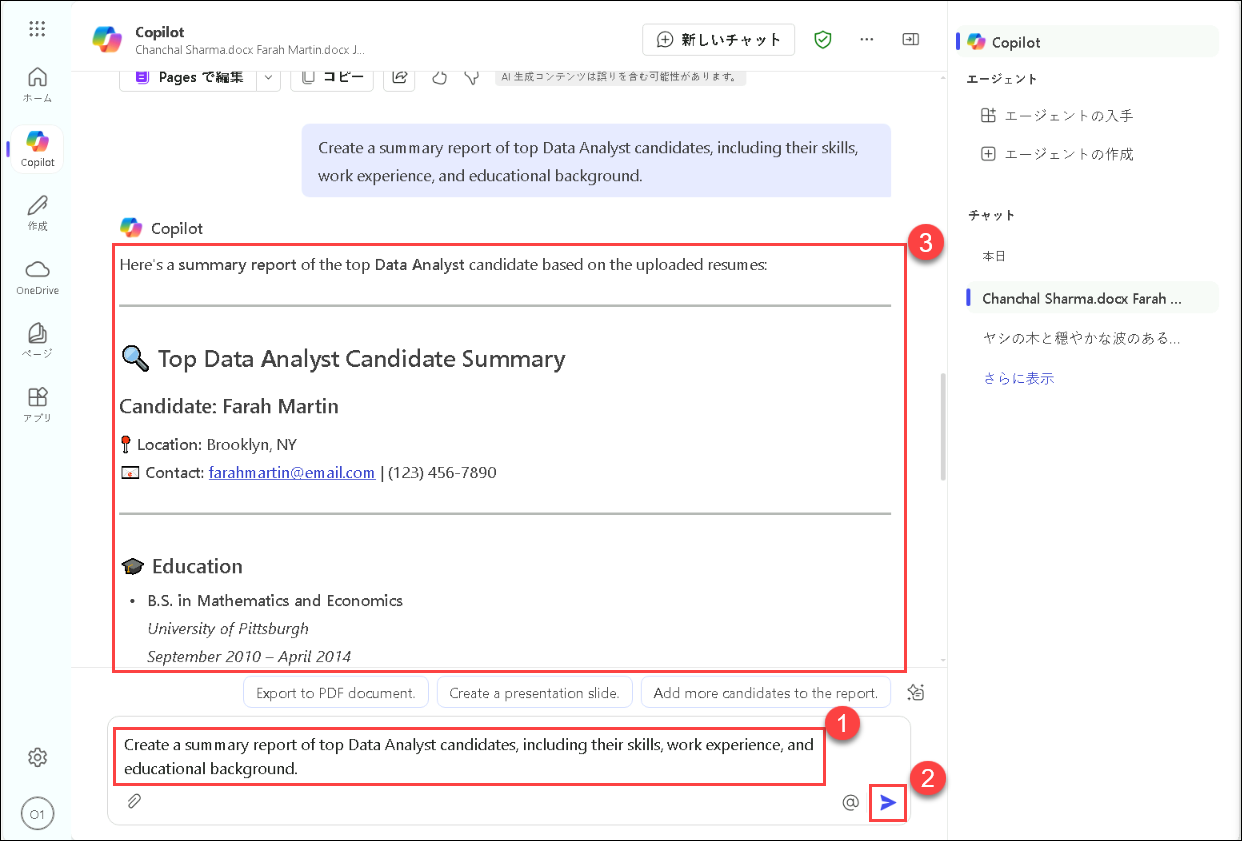 ホーム
Copilot
作成
OneDrive
ページ
アプリ
O1
Copilot
Chanchal Sharma.docx Farah Martin.docx J...
新しいチャット
Pages で編集
コピー
AI 生成コンテンツは誤りを含む可能性があります。
Create a summary report of top Data Analyst candidates, including their skills,
work experience, and educational background.
Copilot
3
Here's a summary report of the top Data Analyst candidate based on the uploaded resumes:
Top Data Analyst Candidate Summary
Candidate: Farah Martin
Location: Brooklyn, NY
Contact: farahmartin@email.com | (123) 456-7890
Education
• B.S. in Mathematics and Economics
University of Pittsburgh
September 2010 – April 2014
Export to PDF document.
Create a presentation slide.
Add more candidates to the report.
1
Create a summary report of top Data Analyst candidates, including their skills, work experience, and
educational background.
2
Copilot
エージェント
エージェントの入手
エージェントの作成
チャット
本日
Chanchal Sharma.docx Farah ...
ヤシの木と穏やかな波のある...
さらに表示